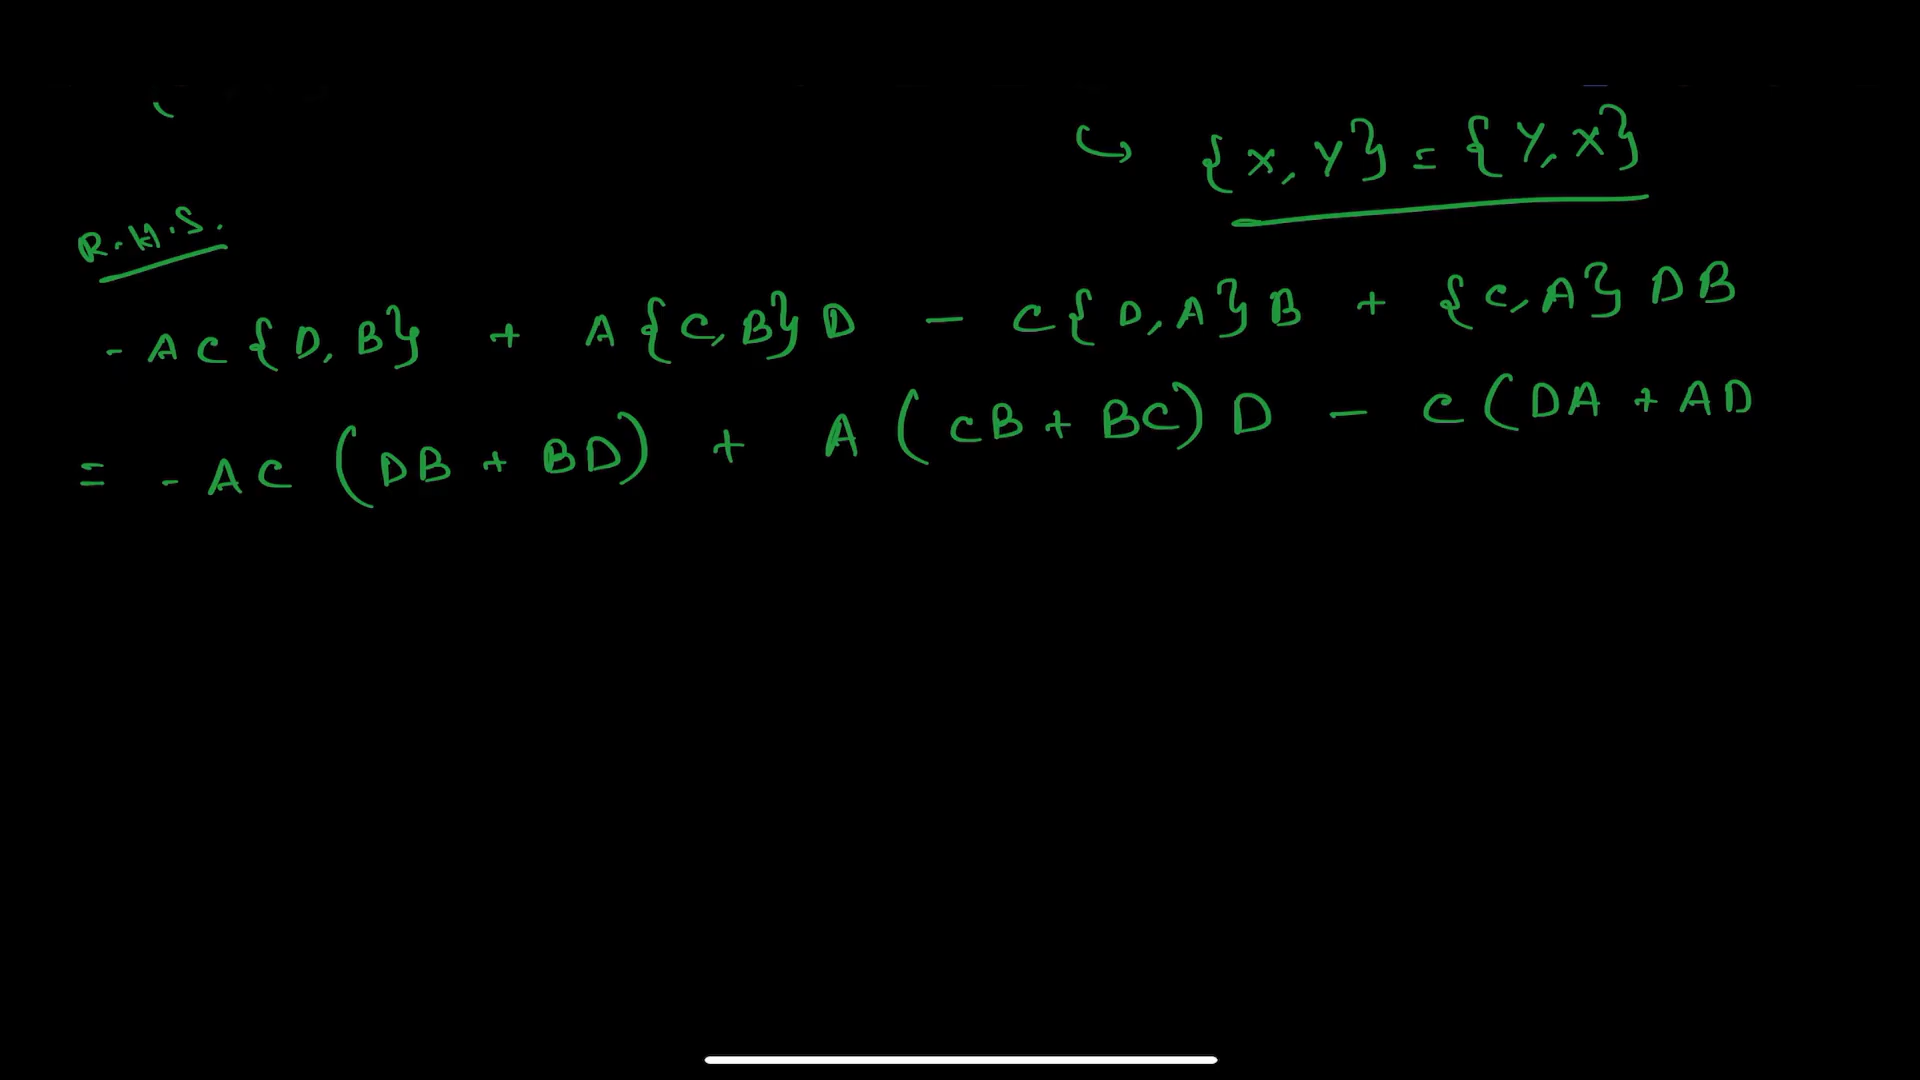 ↪ {X, Y} = {Y, X}
R.H.S.
- AC{D, B} + A{C, B}D - C{D, A}B + {C, A}DB
= - AC (DB + BD) + A (CB + BC) D - C (DA + AD